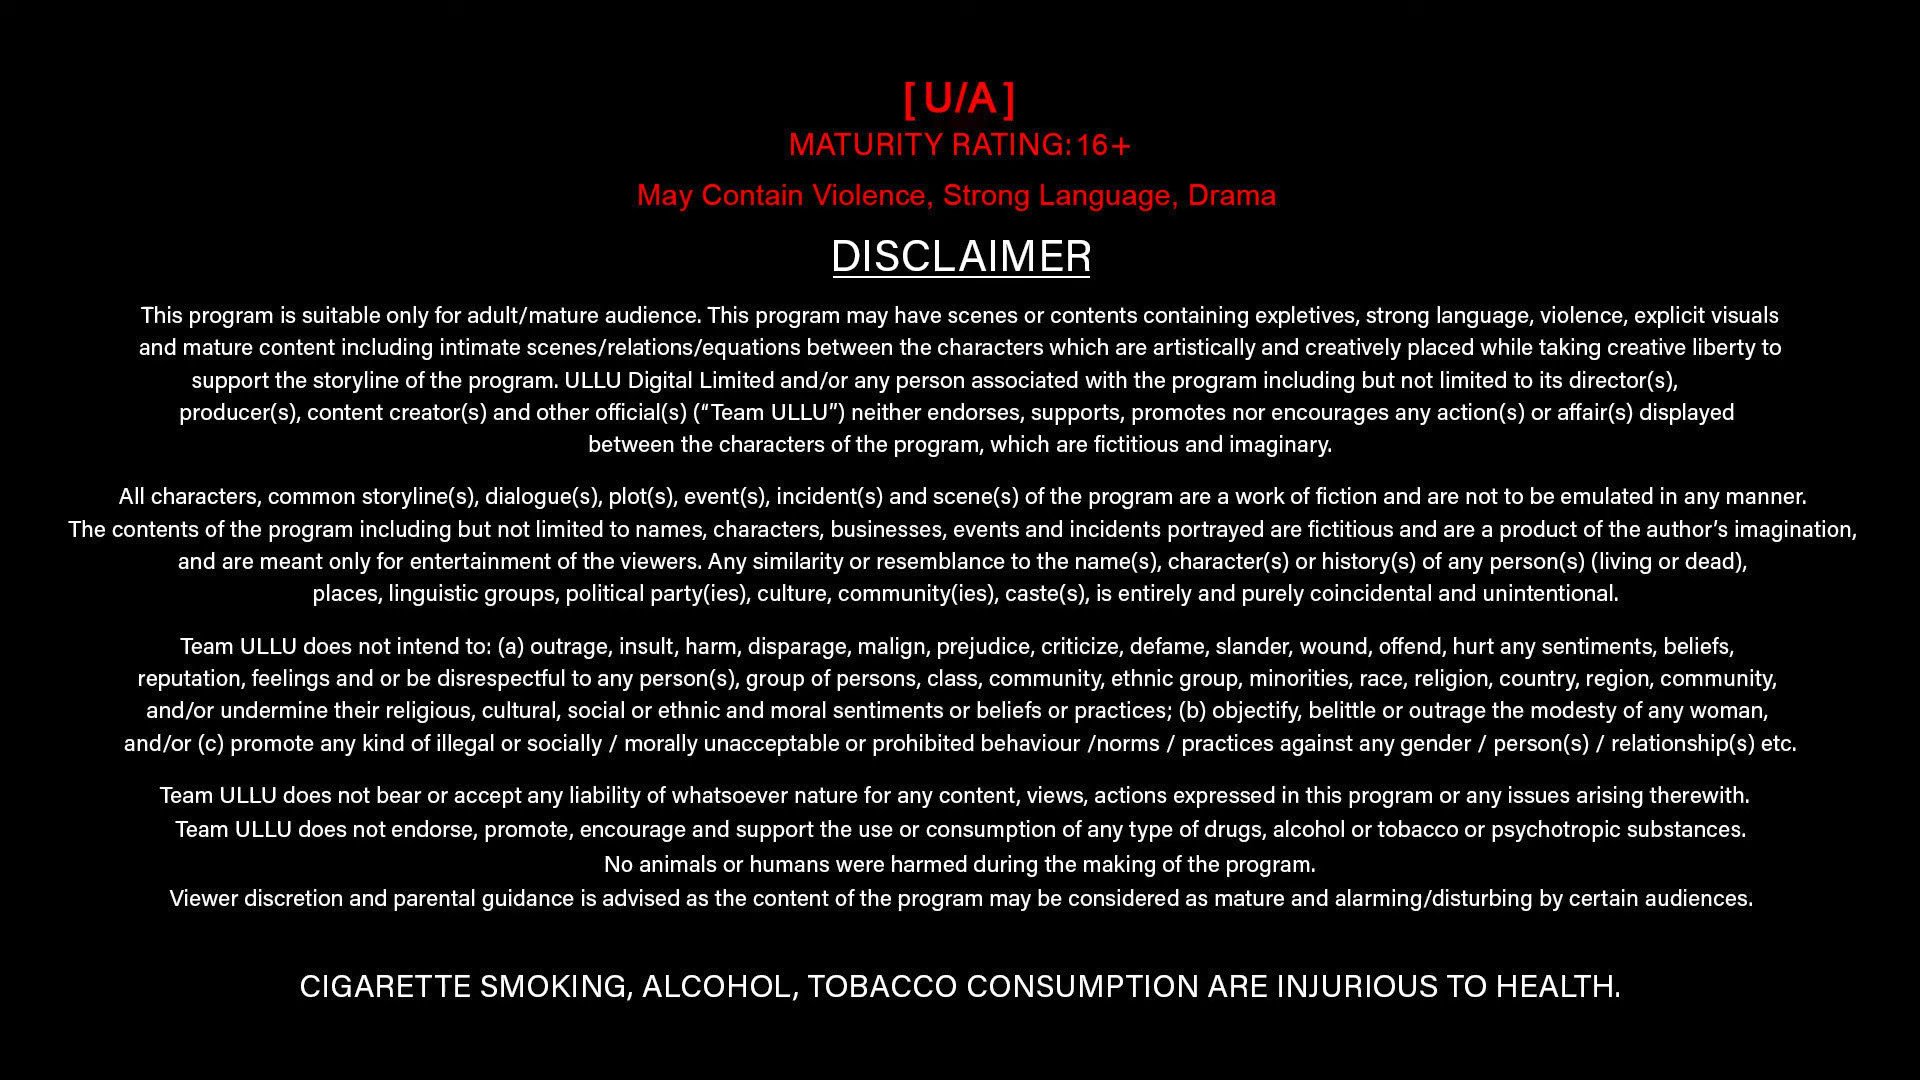 [ U/A ]
MATURITY RATING:16+
May Contain Violence, Strong Language, Drama
DISCLAIMER
This program is suitable only for adult/mature audience. This program may have scenes or contents containing expletives, strong language, violence, explicit visuals
and mature content including intimate scenes/relations/equations between the characters which are artistically and creatively placed while taking creative liberty to
support the storyline of the program. ULLU Digital Limited and/or any person associated with the program including but not limited to its director(s),
producer(s), content creator(s) and other official(s) (“Team ULLU”) neither endorses, supports, promotes nor encourages any action(s) or affair(s) displayed
between the characters of the program, which are fictitious and imaginary.
All characters, common storyline(s), dialogue(s), plot(s), event(s), incident(s) and scene(s) of the program are a work of fiction and are not to be emulated in any manner.
The contents of the program including but not limited to names, characters, businesses, events and incidents portrayed are fictitious and are a product of the author’s imagination,
and are meant only for entertainment of the viewers. Any similarity or resemblance to the name(s), character(s) or history(s) of any person(s) (living or dead),
places, linguistic groups, political party(ies), culture, community(ies), caste(s), is entirely and purely coincidental and unintentional.
Team ULLU does not intend to: (a) outrage, insult, harm, disparage, malign, prejudice, criticize, defame, slander, wound, offend, hurt any sentiments, beliefs,
reputation, feelings and or be disrespectful to any person(s), group of persons, class, community, ethnic group, minorities, race, religion, country, region, community,
and/or undermine their religious, cultural, social or ethnic and moral sentiments or beliefs or practices; (b) objectify, belittle or outrage the modesty of any woman,
and/or (c) promote any kind of illegal or socially / morally unacceptable or prohibited behaviour /norms / practices against any gender / person(s) / relationship(s) etc.
Team ULLU does not bear or accept any liability of whatsoever nature for any content, views, actions expressed in this program or any issues arising therewith.
Team ULLU does not endorse, promote, encourage and support the use or consumption of any type of drugs, alcohol or tobacco or psychotropic substances.
No animals or humans were harmed during the making of the program.
Viewer discretion and parental guidance is advised as the content of the program may be considered as mature and alarming/disturbing by certain audiences.
CIGARETTE SMOKING, ALCOHOL, TOBACCO CONSUMPTION ARE INJURIOUS TO HEALTH.